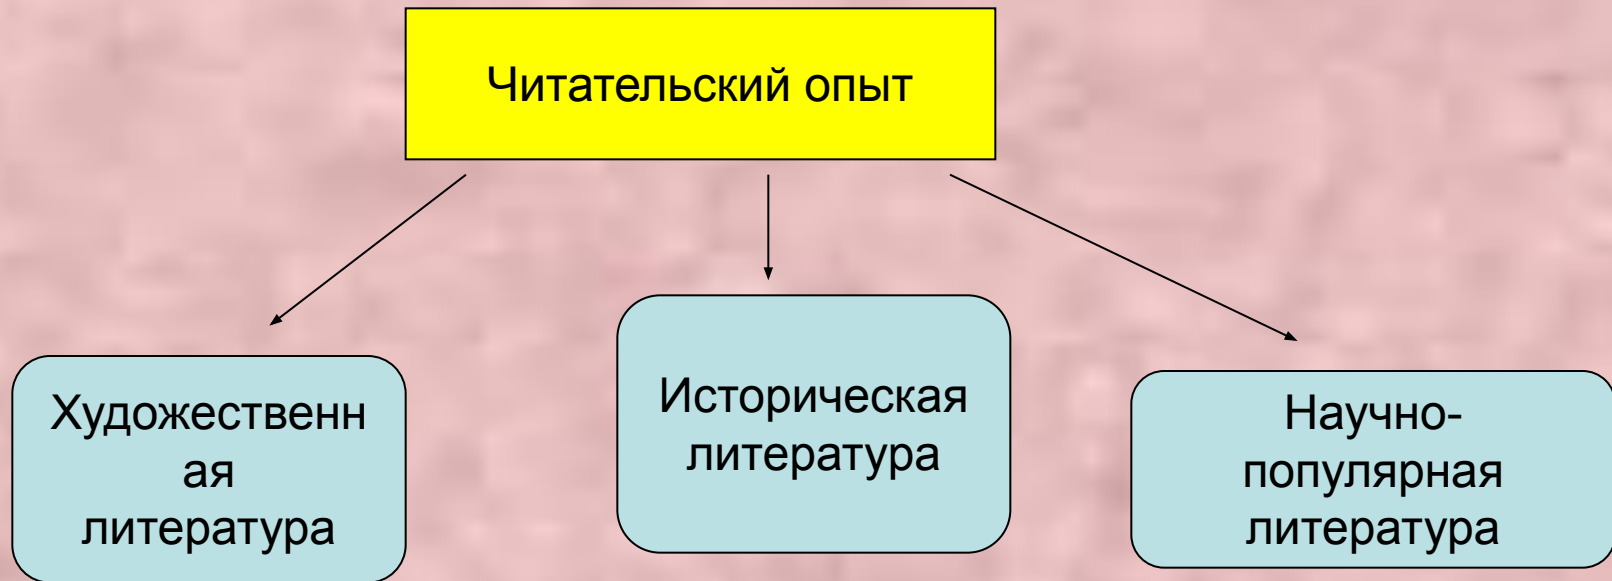 Читательский опыт
Художественн
ая
литература
Историческая
литература
Научно-
популярная
литература